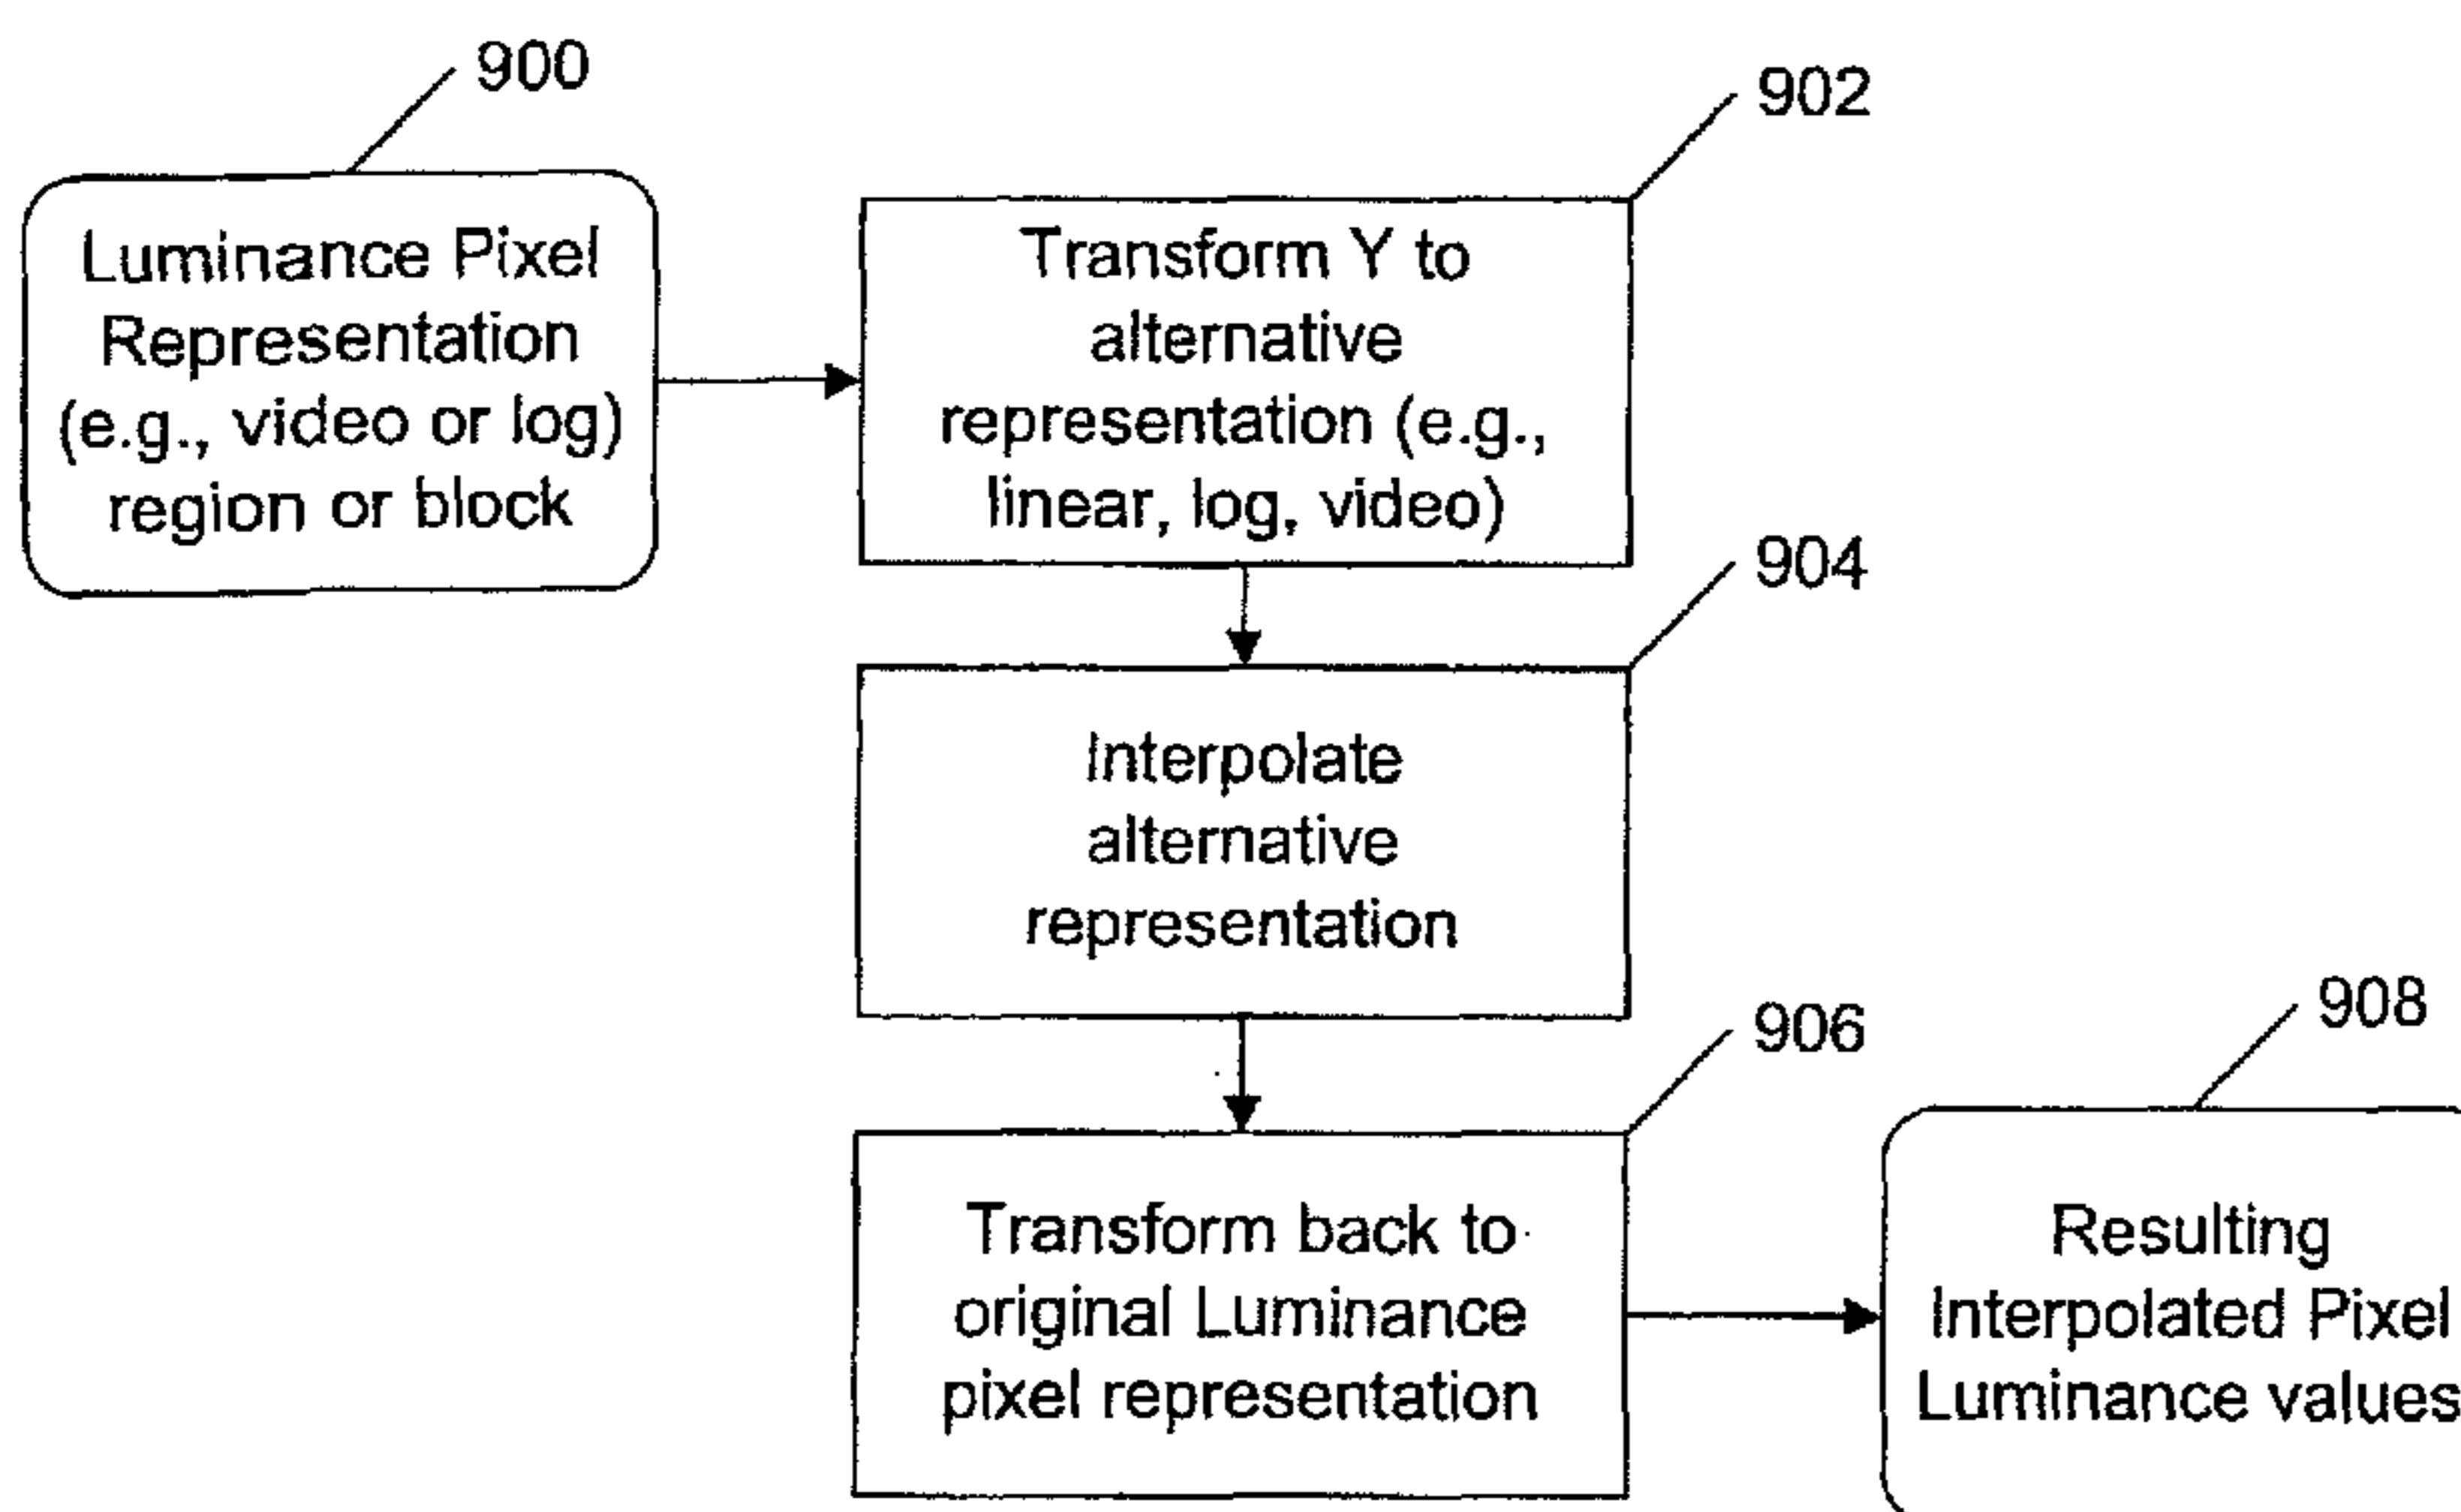 900
Luminance Pixel
Representation
(e.g., video or log)
region or block
902
Transform Y to
alternative
representation (e.g.,
linear, log, video)
904
Interpolate
alternative
representation
906
Transform back to
original Luminance
pixel representation
908
Resulting
Interpolated Pixel
Luminance values